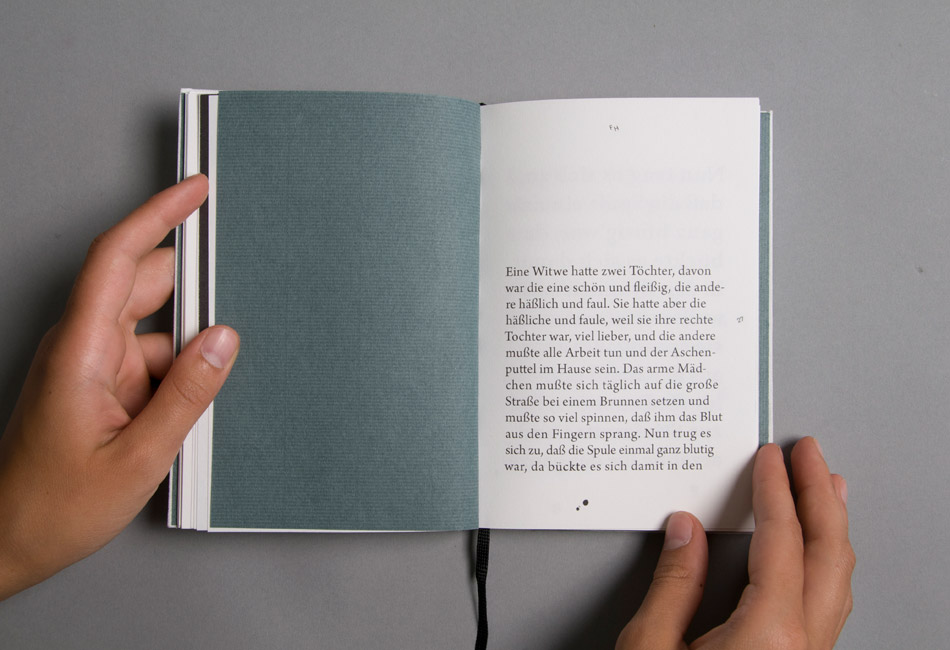 FH
Eine Witwe hatte zwei Töchter, davon
war die eine schön und fleißig, die ande-
re häßlich und faul. Sie hatte aber die
häßliche und faule, weil sie ihre rechte
27
Tochter war, viel lieber, und die andere
mußte alle Arbeit tun und der Aschen-
puttel im Hause sein. Das arme Mäd-
chen mußte sich täglich auf die große
Straße bei einem Brunnen setzen und
mußte so viel spinnen, daß ihm das Blut
aus den Fingern sprang. Nun trug es
sich zu, daß die Spule einmal ganz blutig
war, da bückte es sich damit in den